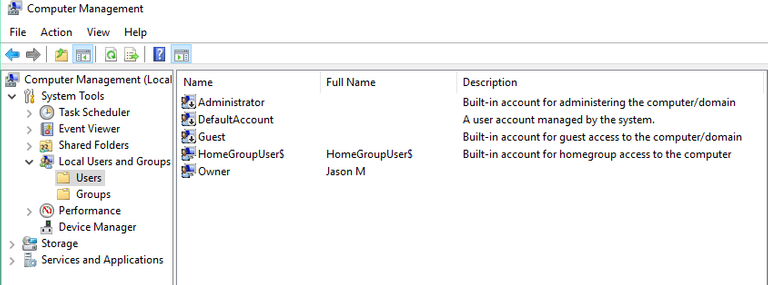 Computer Management
File Action View Help
Computer Management (Local
System Tools
Task Scheduler
Event Viewer
Shared Folders
Local Users and Groups
Users
Groups
Performance
Device Manager
Storage
Services and Applications
Name Full Name Description
Administrator Built-in account for administering the computer/domain
DefaultAccount A user account managed by the system.
Guest Built-in account for guest access to the computer/domain
HomeGroupUser$ HomeGroupUser$ Built-in account for homegroup access to the computer
Owner Jason M